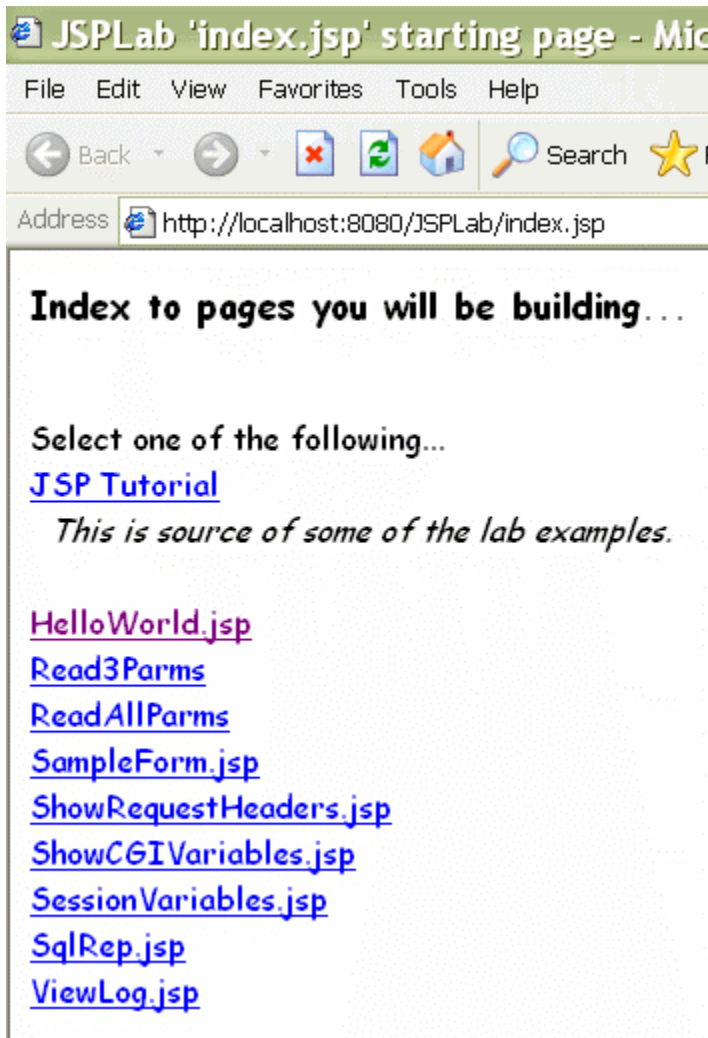 JSPLab 'index.jsp' starting page - Mic
File Edit View Favorites Tools Help
Back Search
Address http://localhost:8080/JSPLab/index.jsp
Index to pages you will be building...
Select one of the following...
JSP Tutorial
This is source of some of the lab examples.
HelloWorld.jsp
Read3Parms
ReadAllParms
SampleForm.jsp
ShowRequestHeaders.jsp
ShowCGIVariables.jsp
SessionVariables.jsp
SqlRep.jsp
ViewLog.jsp